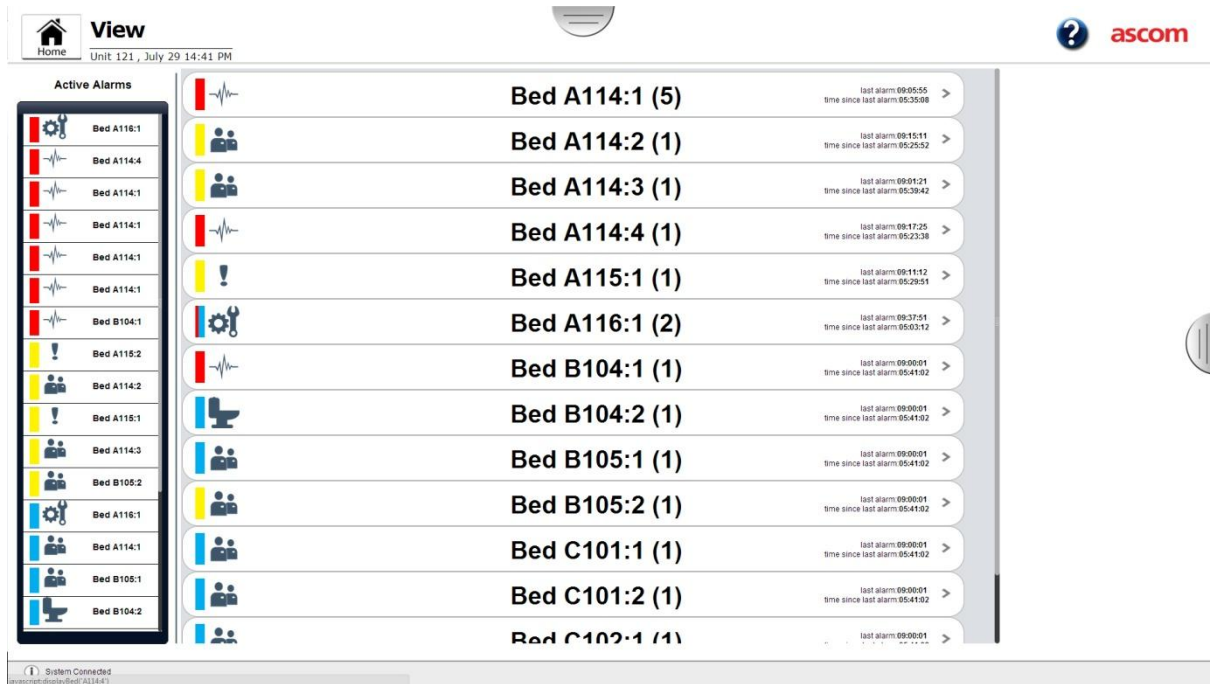 View
Home
Unit 121 , July 29 14:41 PM
?
ascom
Active Alarms
Bed A116:1
Bed A114:4
Bed A114:1
Bed A114:1
Bed A114:1
Bed A114:1
Bed B104:1
Bed A115:2
Bed A114:2
Bed A115:1
Bed A114:3
Bed B105:2
Bed A116:1
Bed A114:1
Bed B105:1
Bed B104:2
Bed A114:1 (5)
last alarm:09:05:55
time since last alarm:05:35:08
>
Bed A114:2 (1)
last alarm:09:15:11
time since last alarm:05:25:52
>
Bed A114:3 (1)
last alarm:09:01:21
time since last alarm:05:39:42
>
Bed A114:4 (1)
last alarm:09:17:25
time since last alarm:05:23:38
>
Bed A115:1 (1)
last alarm:09:11:12
time since last alarm:05:29:51
>
Bed A116:1 (2)
last alarm:09:37:51
time since last alarm:05:03:12
>
Bed B104:1 (1)
last alarm:09:00:01
time since last alarm:05:41:02
>
Bed B104:2 (1)
last alarm:09:00:01
time since last alarm:05:41:02
>
Bed B105:1 (1)
last alarm:09:00:01
time since last alarm:05:41:02
>
Bed B105:2 (1)
last alarm:09:00:01
time since last alarm:05:41:02
>
Bed C101:1 (1)
last alarm:09:00:01
time since last alarm:05:41:02
>
Bed C101:2 (1)
last alarm:09:00:01
time since last alarm:05:41:02
>
Bed C102:1 (1)
last alarm:09:00:01
>
i System Connected
javascript:displayBed('A114:4')